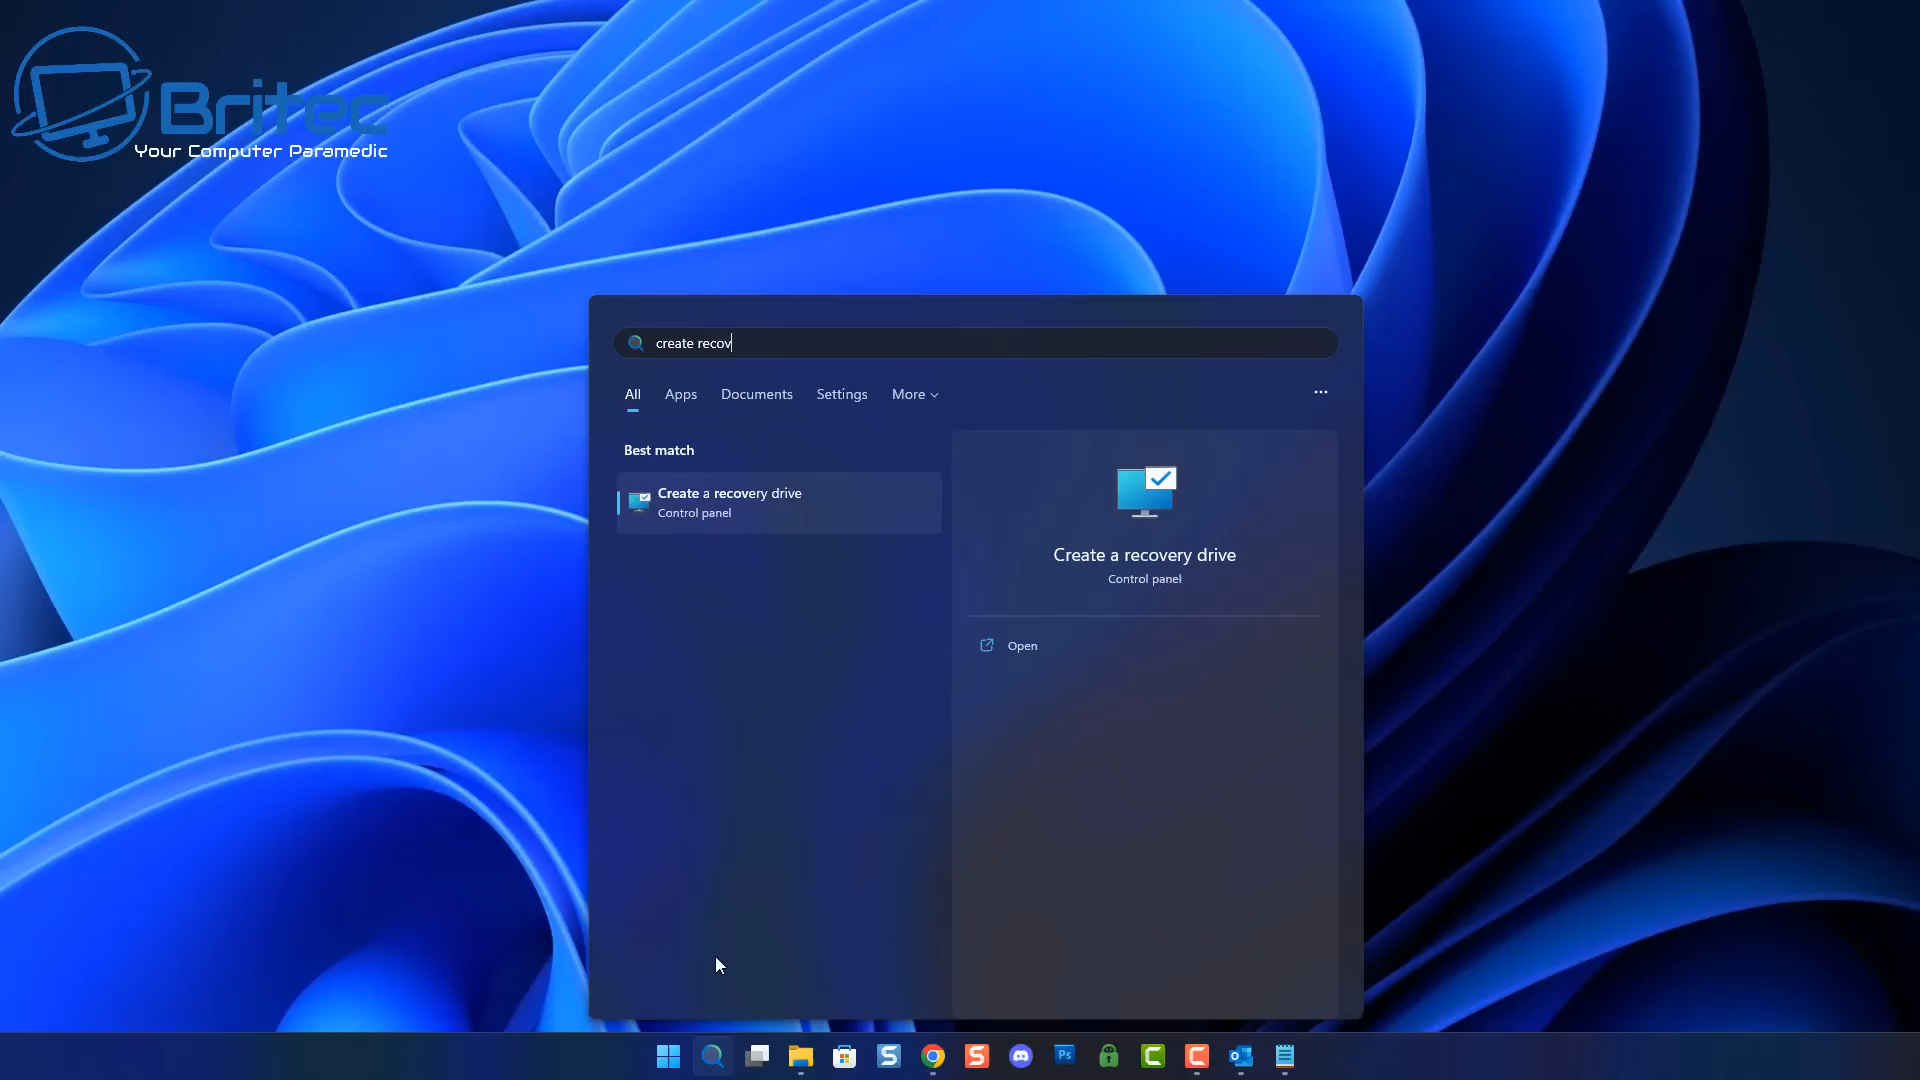 Britec
Your Computer Paramedic
create recov
All Apps Documents Settings More
Best match
Create a recovery drive
Control panel
Create a recovery drive
Control panel
Open
Ps